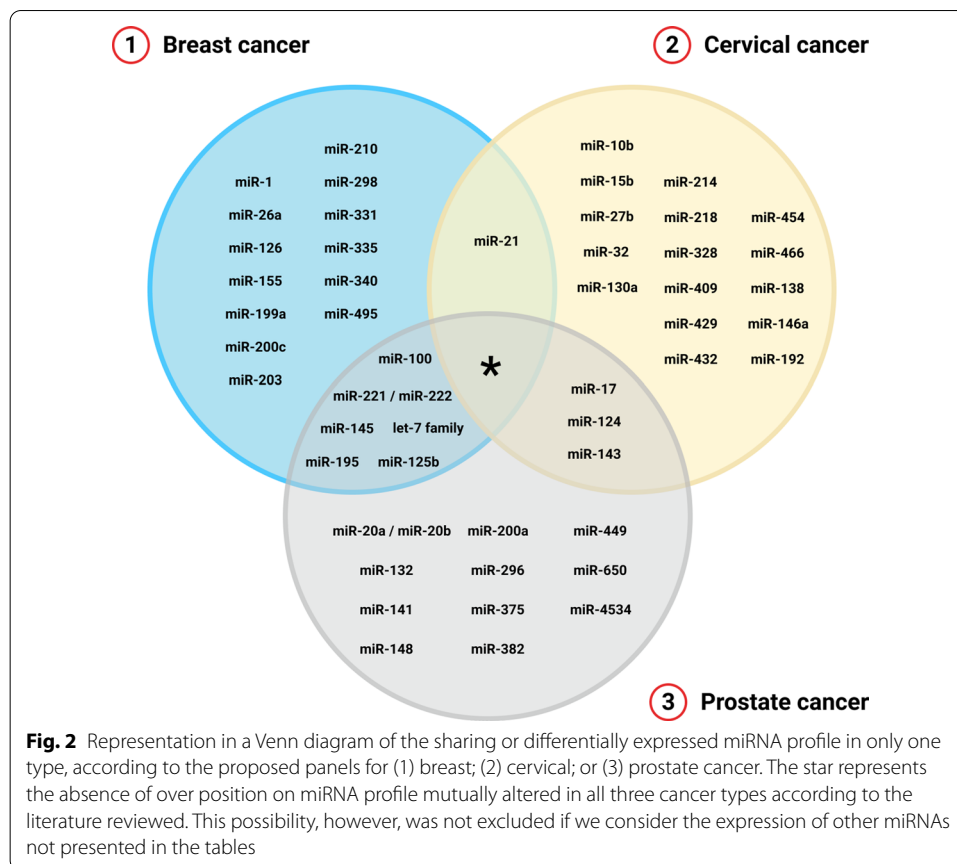 1 Breast cancer
2 Cervical cancer
miR-210
miR-1
miR-298
miR-26a
miR-331
miR-126
miR-335
miR-155
miR-340
miR-199a
miR-495
miR-200c
miR-203
miR-21
miR-10b
miR-15b
miR-214
miR-27b
miR-218
miR-454
miR-32
miR-328
miR-466
miR-130a
miR-409
miR-138
miR-429
miR-146a
miR-432
miR-192
miR-100
*
miR-221 / miR-222
miR-145
let-7 family
miR-195
miR-125b
miR-17
miR-124
miR-143
miR-20a / miR-20b
miR-200a
miR-449
miR-132
miR-296
miR-650
miR-141
miR-375
miR-4534
miR-148
miR-382
3 Prostate cancer
Fig. 2 Representation in a Venn diagram of the sharing or differentially expressed miRNA profile in only one
type, according to the proposed panels for (1) breast; (2) cervical; or (3) prostate cancer. The star represents
the absence of over position on miRNA profile mutually altered in all three cancer types according to the
literature reviewed. This possibility, however, was not excluded if we consider the expression of other miRNAs
not presented in the tables